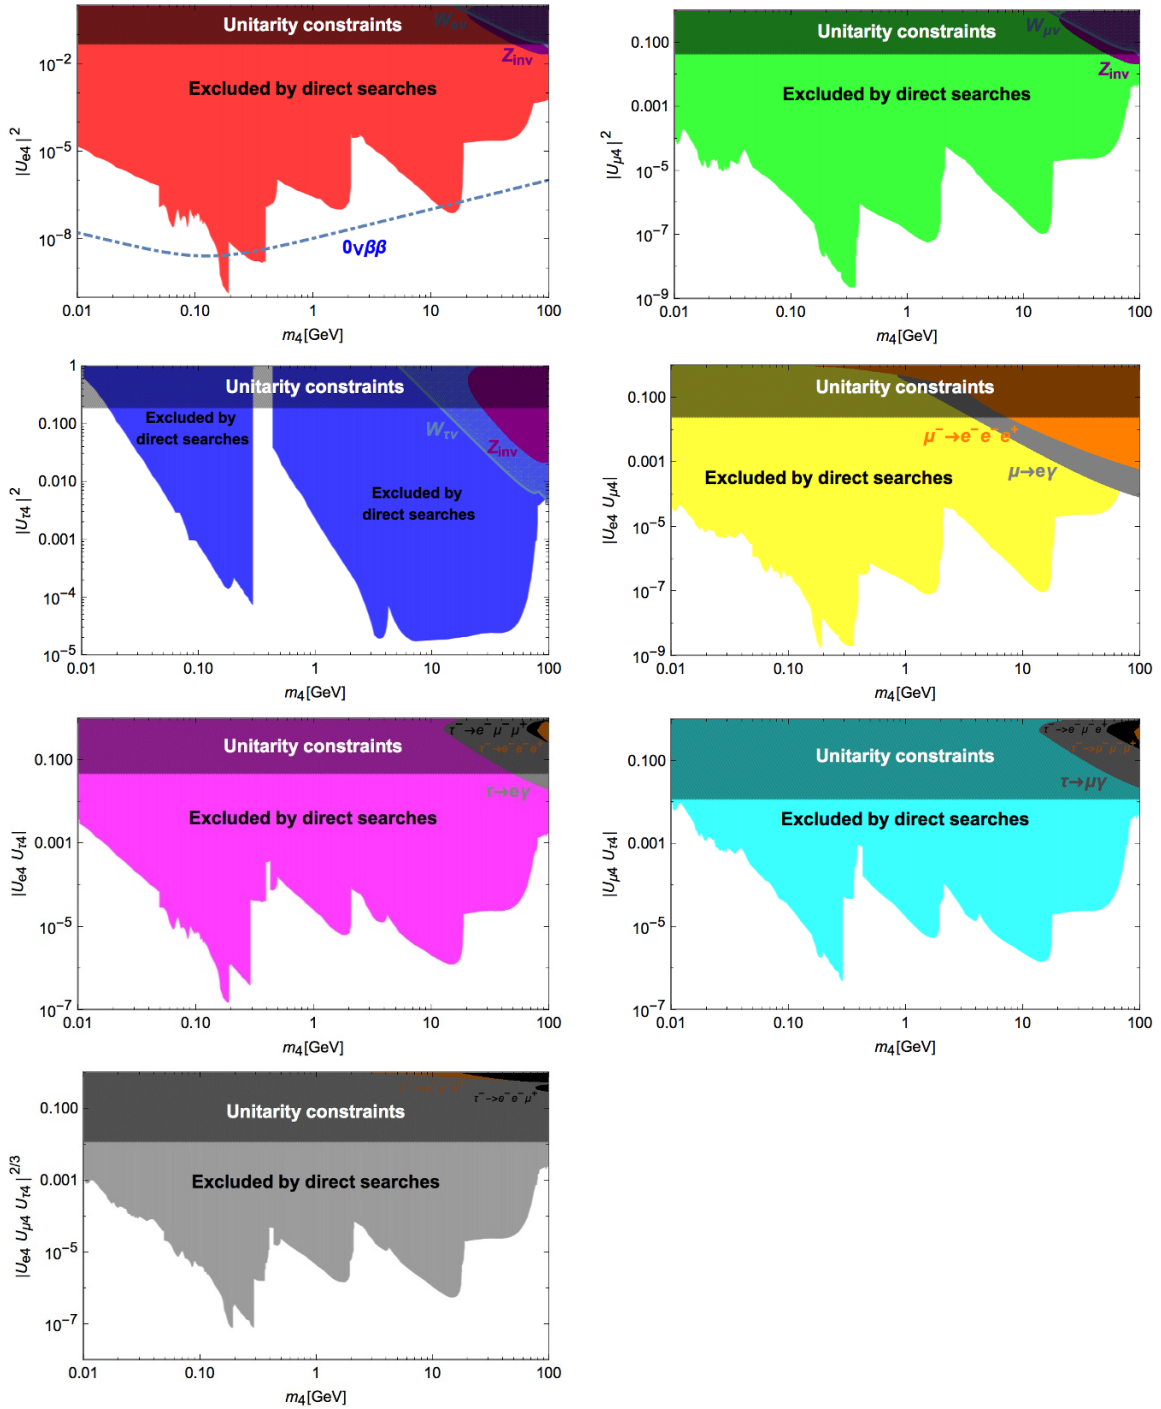 Unitarity constraints
W_eν
Z_inv
Excluded by direct searches
0νββ
|U_e4|^2
10^-2
10^-5
10^-8
0.01 0.10 1 10 100
m_4[GeV]
Unitarity constraints
W_μν
Z_inv
Excluded by direct searches
|U_μ4|^2
0.100
0.001
10^-5
10^-7
10^-9
0.01 0.10 1 10 100
m_4[GeV]
Unitarity constraints
Excluded by
direct searches
W_τν
Z_inv
Excluded by
direct searches
|U_τ4|^2
1
0.100
0.010
0.001
10^-4
10^-5
0.01 0.10 1 10 100
m_4[GeV]
Unitarity constraints
μ^-→e^-e^-e^+
μ→eγ
Excluded by direct searches
|U_e4 U_μ4|
0.100
0.001
10^-5
10^-7
10^-9
0.01 0.10 1 10 100
m_4[GeV]
Unitarity constraints
τ^-→e^-μ^-μ^+
τ^-→e^-e^-e^+
τ→eγ
Excluded by direct searches
|U_e4 U_τ4|
0.100
0.001
10^-5
10^-7
0.01 0.10 1 10 100
m_4[GeV]
Unitarity constraints
τ^-->e^-μ^-e^+
τ^-->μ^-μ^-μ^+
τ→μγ
Excluded by direct searches
|U_μ4 U_τ4|
0.100
0.001
10^-5
10^-7
0.01 0.10 1 10 100
m_4[GeV]
Unitarity constraints
τ^-->e^-e^-μ^+
Excluded by direct searches
|U_e4 U_μ4 U_τ4|^2/3
0.100
0.001
10^-5
10^-7
0.01 0.10 1 10 100
m_4[GeV]